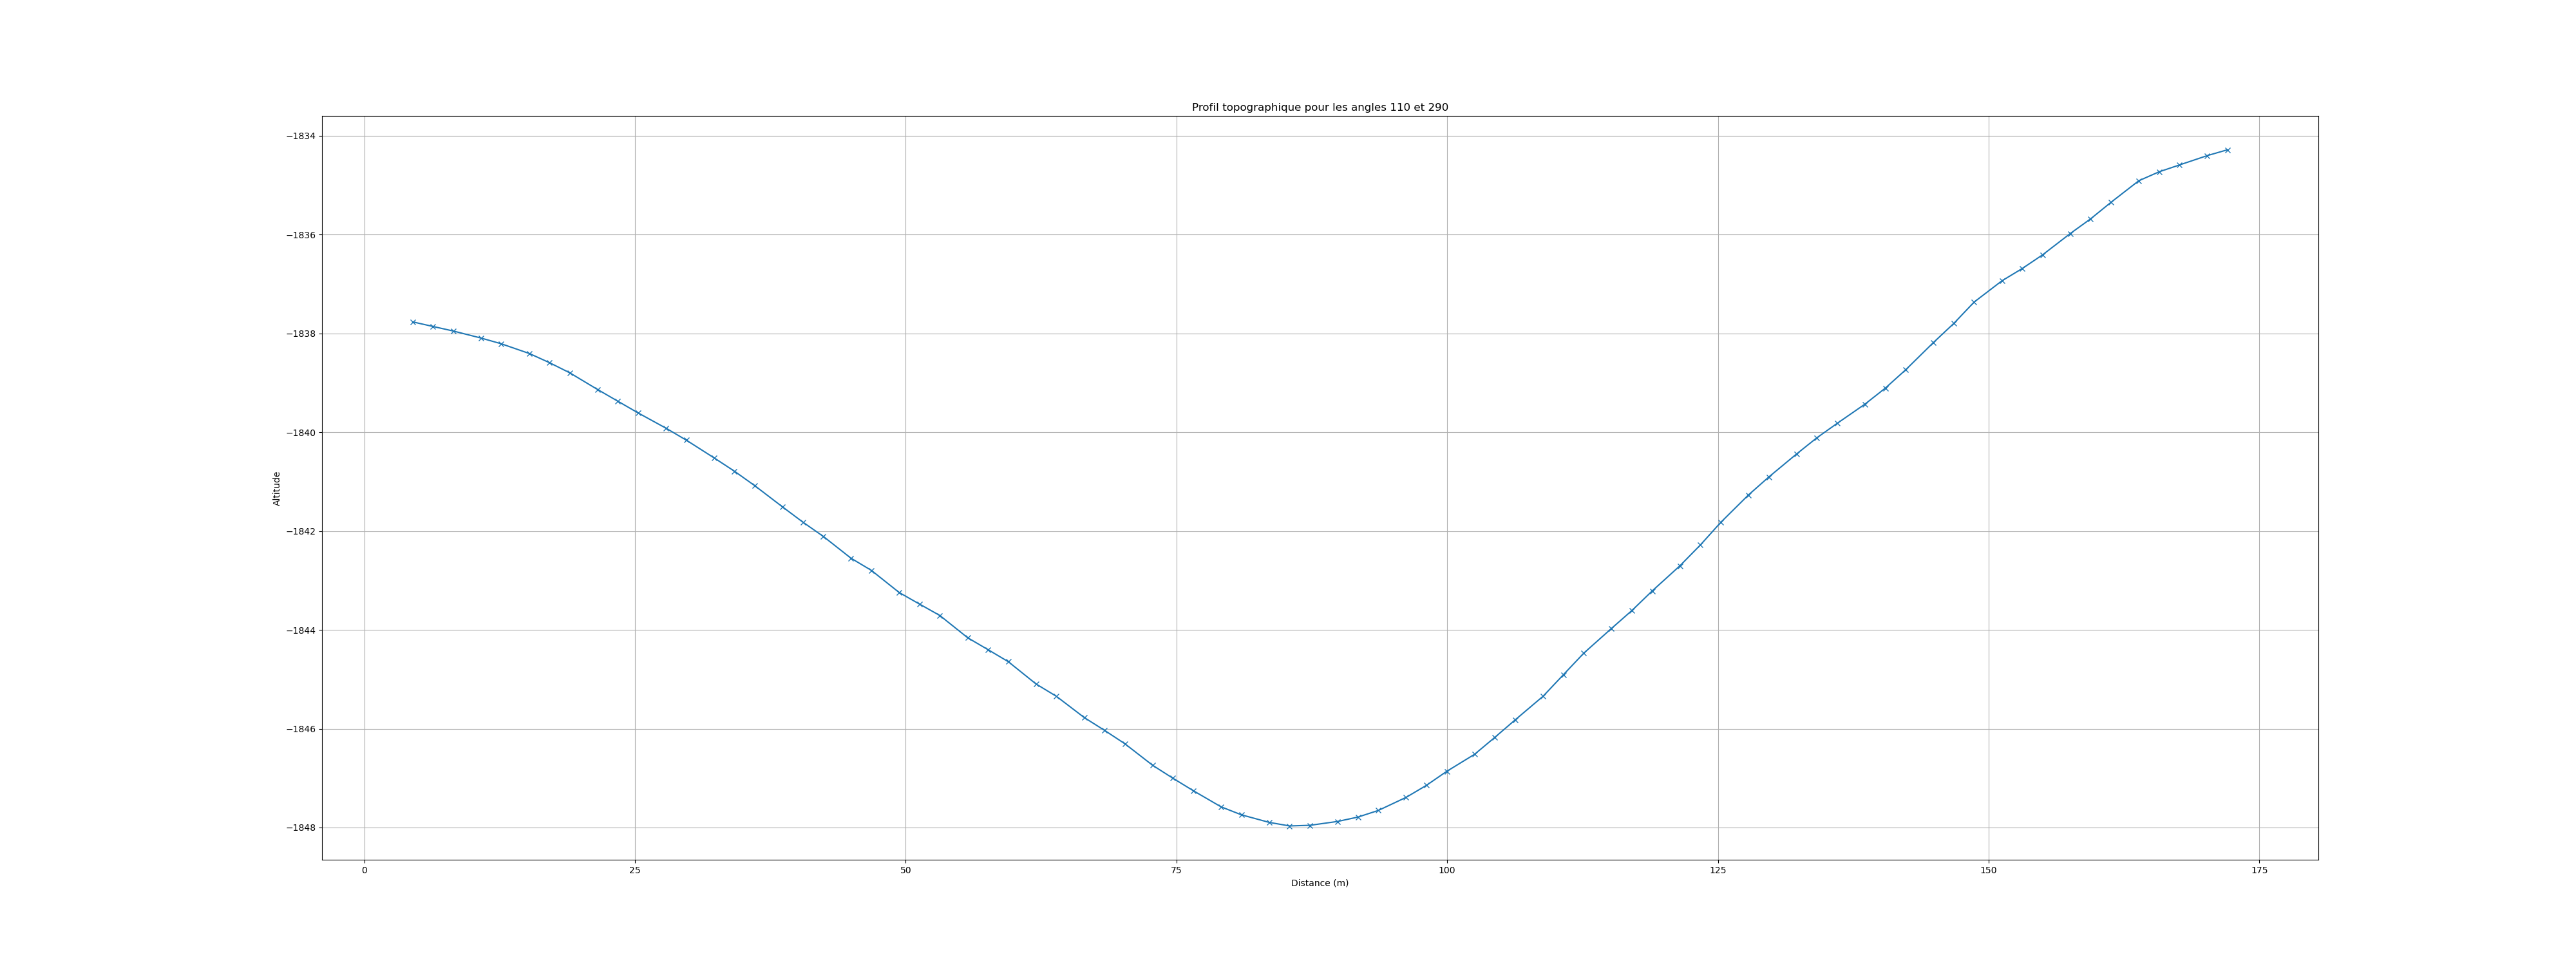 Profil topographique pour les angles 110 et 290
−1834
−1836
−1838
−1840
−1842
−1844
−1846
−1848
Altitude
0 25 50 75 100 125 150 175
Distance (m)